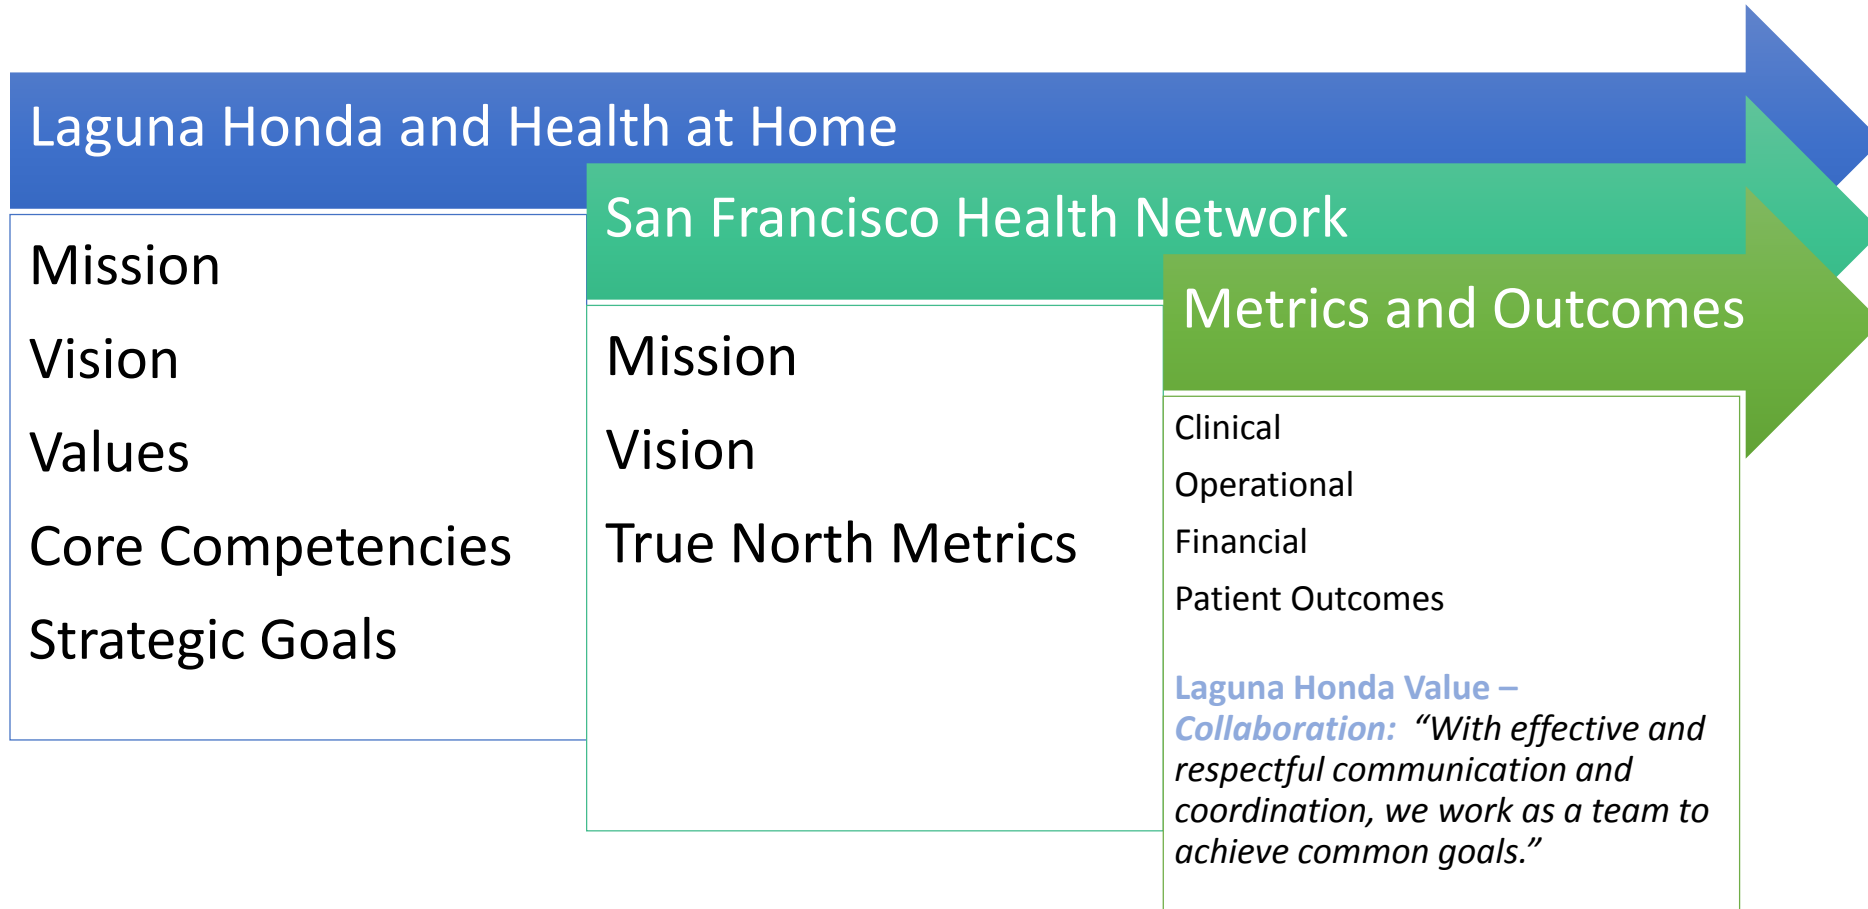 Laguna Honda and Health at Home
Mission
Vision
Values
Core Competencies
Strategic Goals
San Francisco Health Network
Mission
Vision
True North Metrics
Metrics and Outcomes
Clinical
Operational
Financial
Patient Outcomes
Laguna Honda Value –
Collaboration: “With effective and
respectful communication and
coordination, we work as a team to
achieve common goals.”